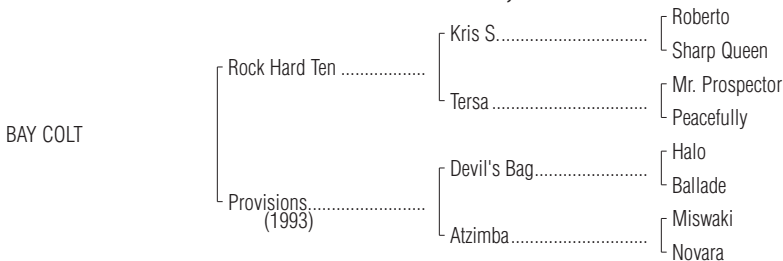 Roberto
Kris S.
Sharp Queen
Rock Hard Ten
Mr. Prospector
Tersa
Peacefully
BAY COLT
Halo
Devil's Bag
Ballade
Provisions
(1993)
Miswaki
Atzimba
Novara